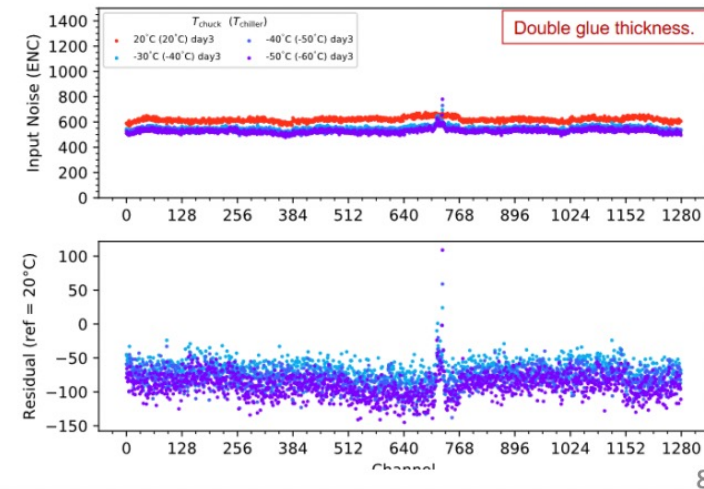 1400
1200
1000
800
600
400
200
0
Input Noise (ENC)
T_chuck (T_chiller)
20°C (20°C) day3
-30°C (-40°C) day3
-40°C (-50°C) day3
-50°C (-60°C) day3
Double glue thickness.
0 128 256 384 512 640 768 896 1024 1152 1280
100
50
0
−50
−100
−150
Residual (ref = 20°C)
0 128 256 384 512 640 768 896 1024 1152 1280
Channel